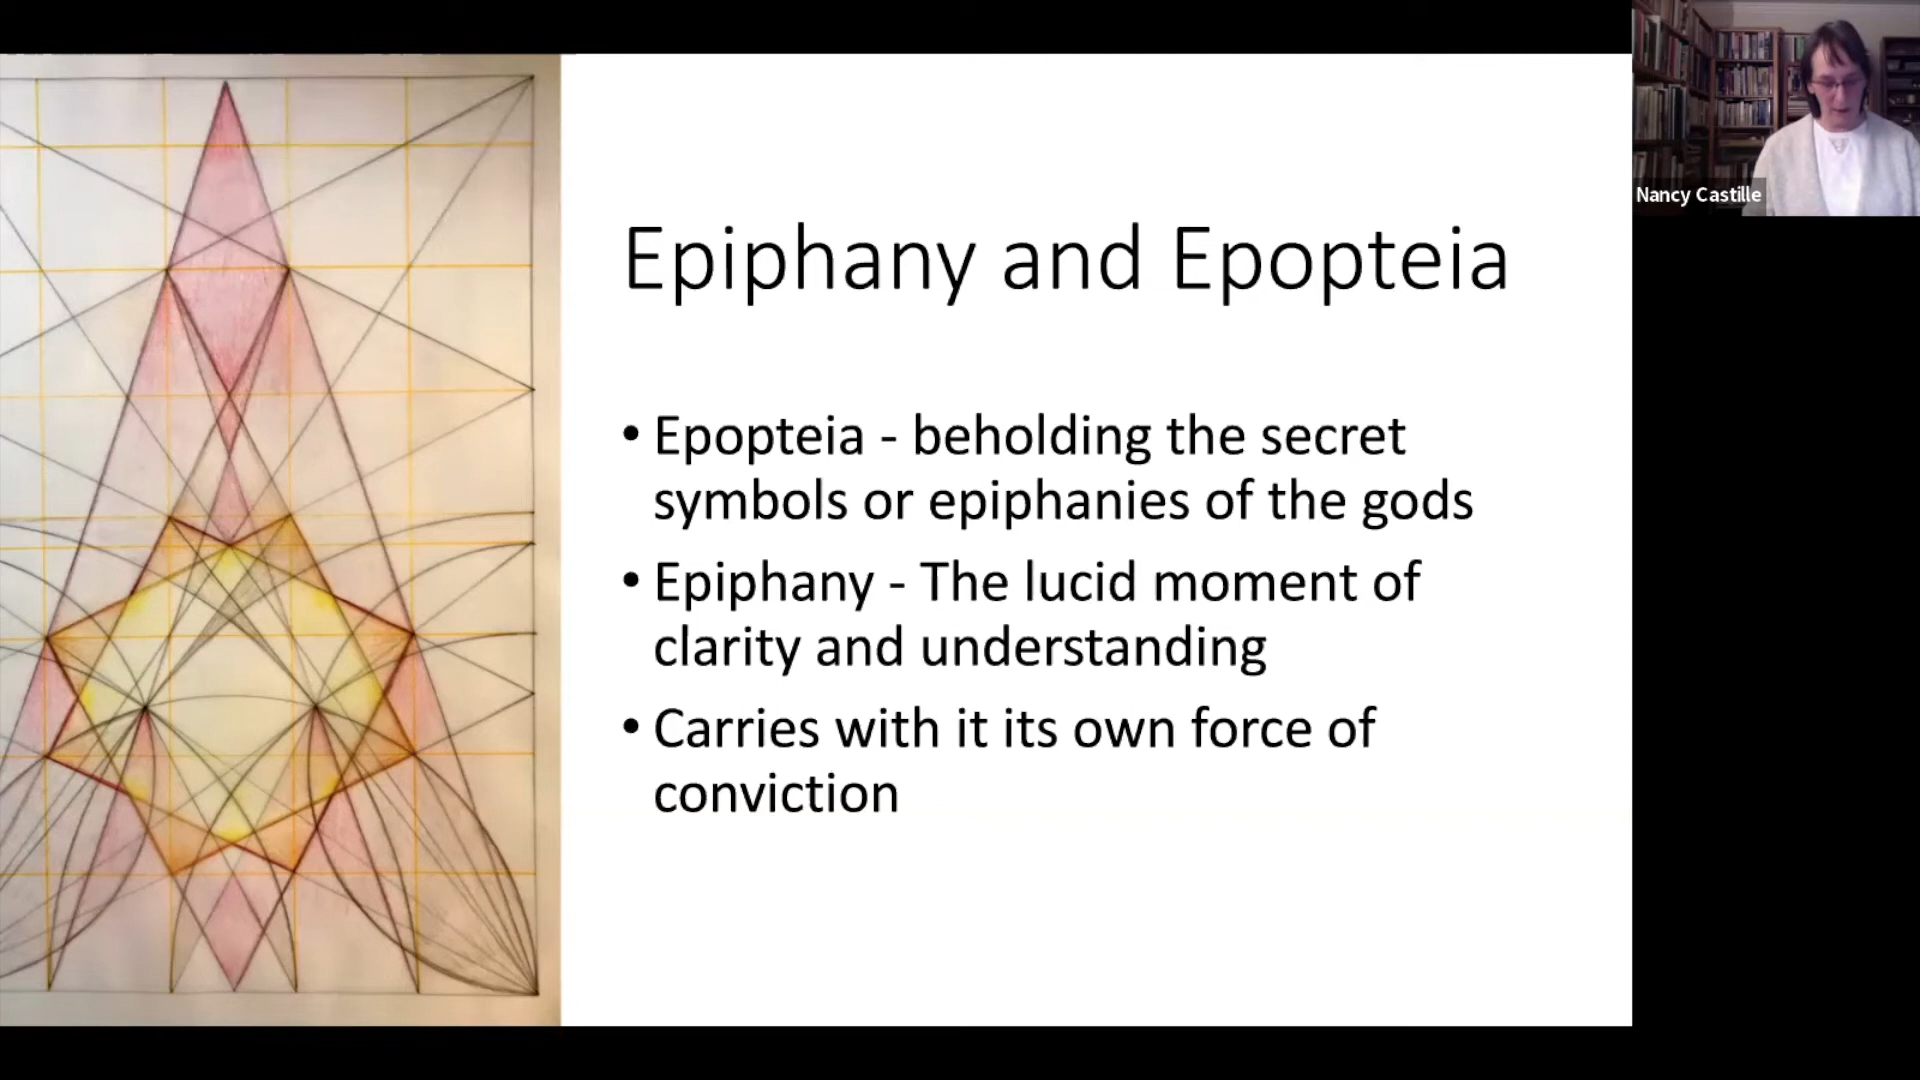 Epiphany and Epopteia
• Epopteia - beholding the secret
symbols or epiphanies of the gods
• Epiphany - The lucid moment of
clarity and understanding
• Carries with it its own force of
conviction
Nancy Castille